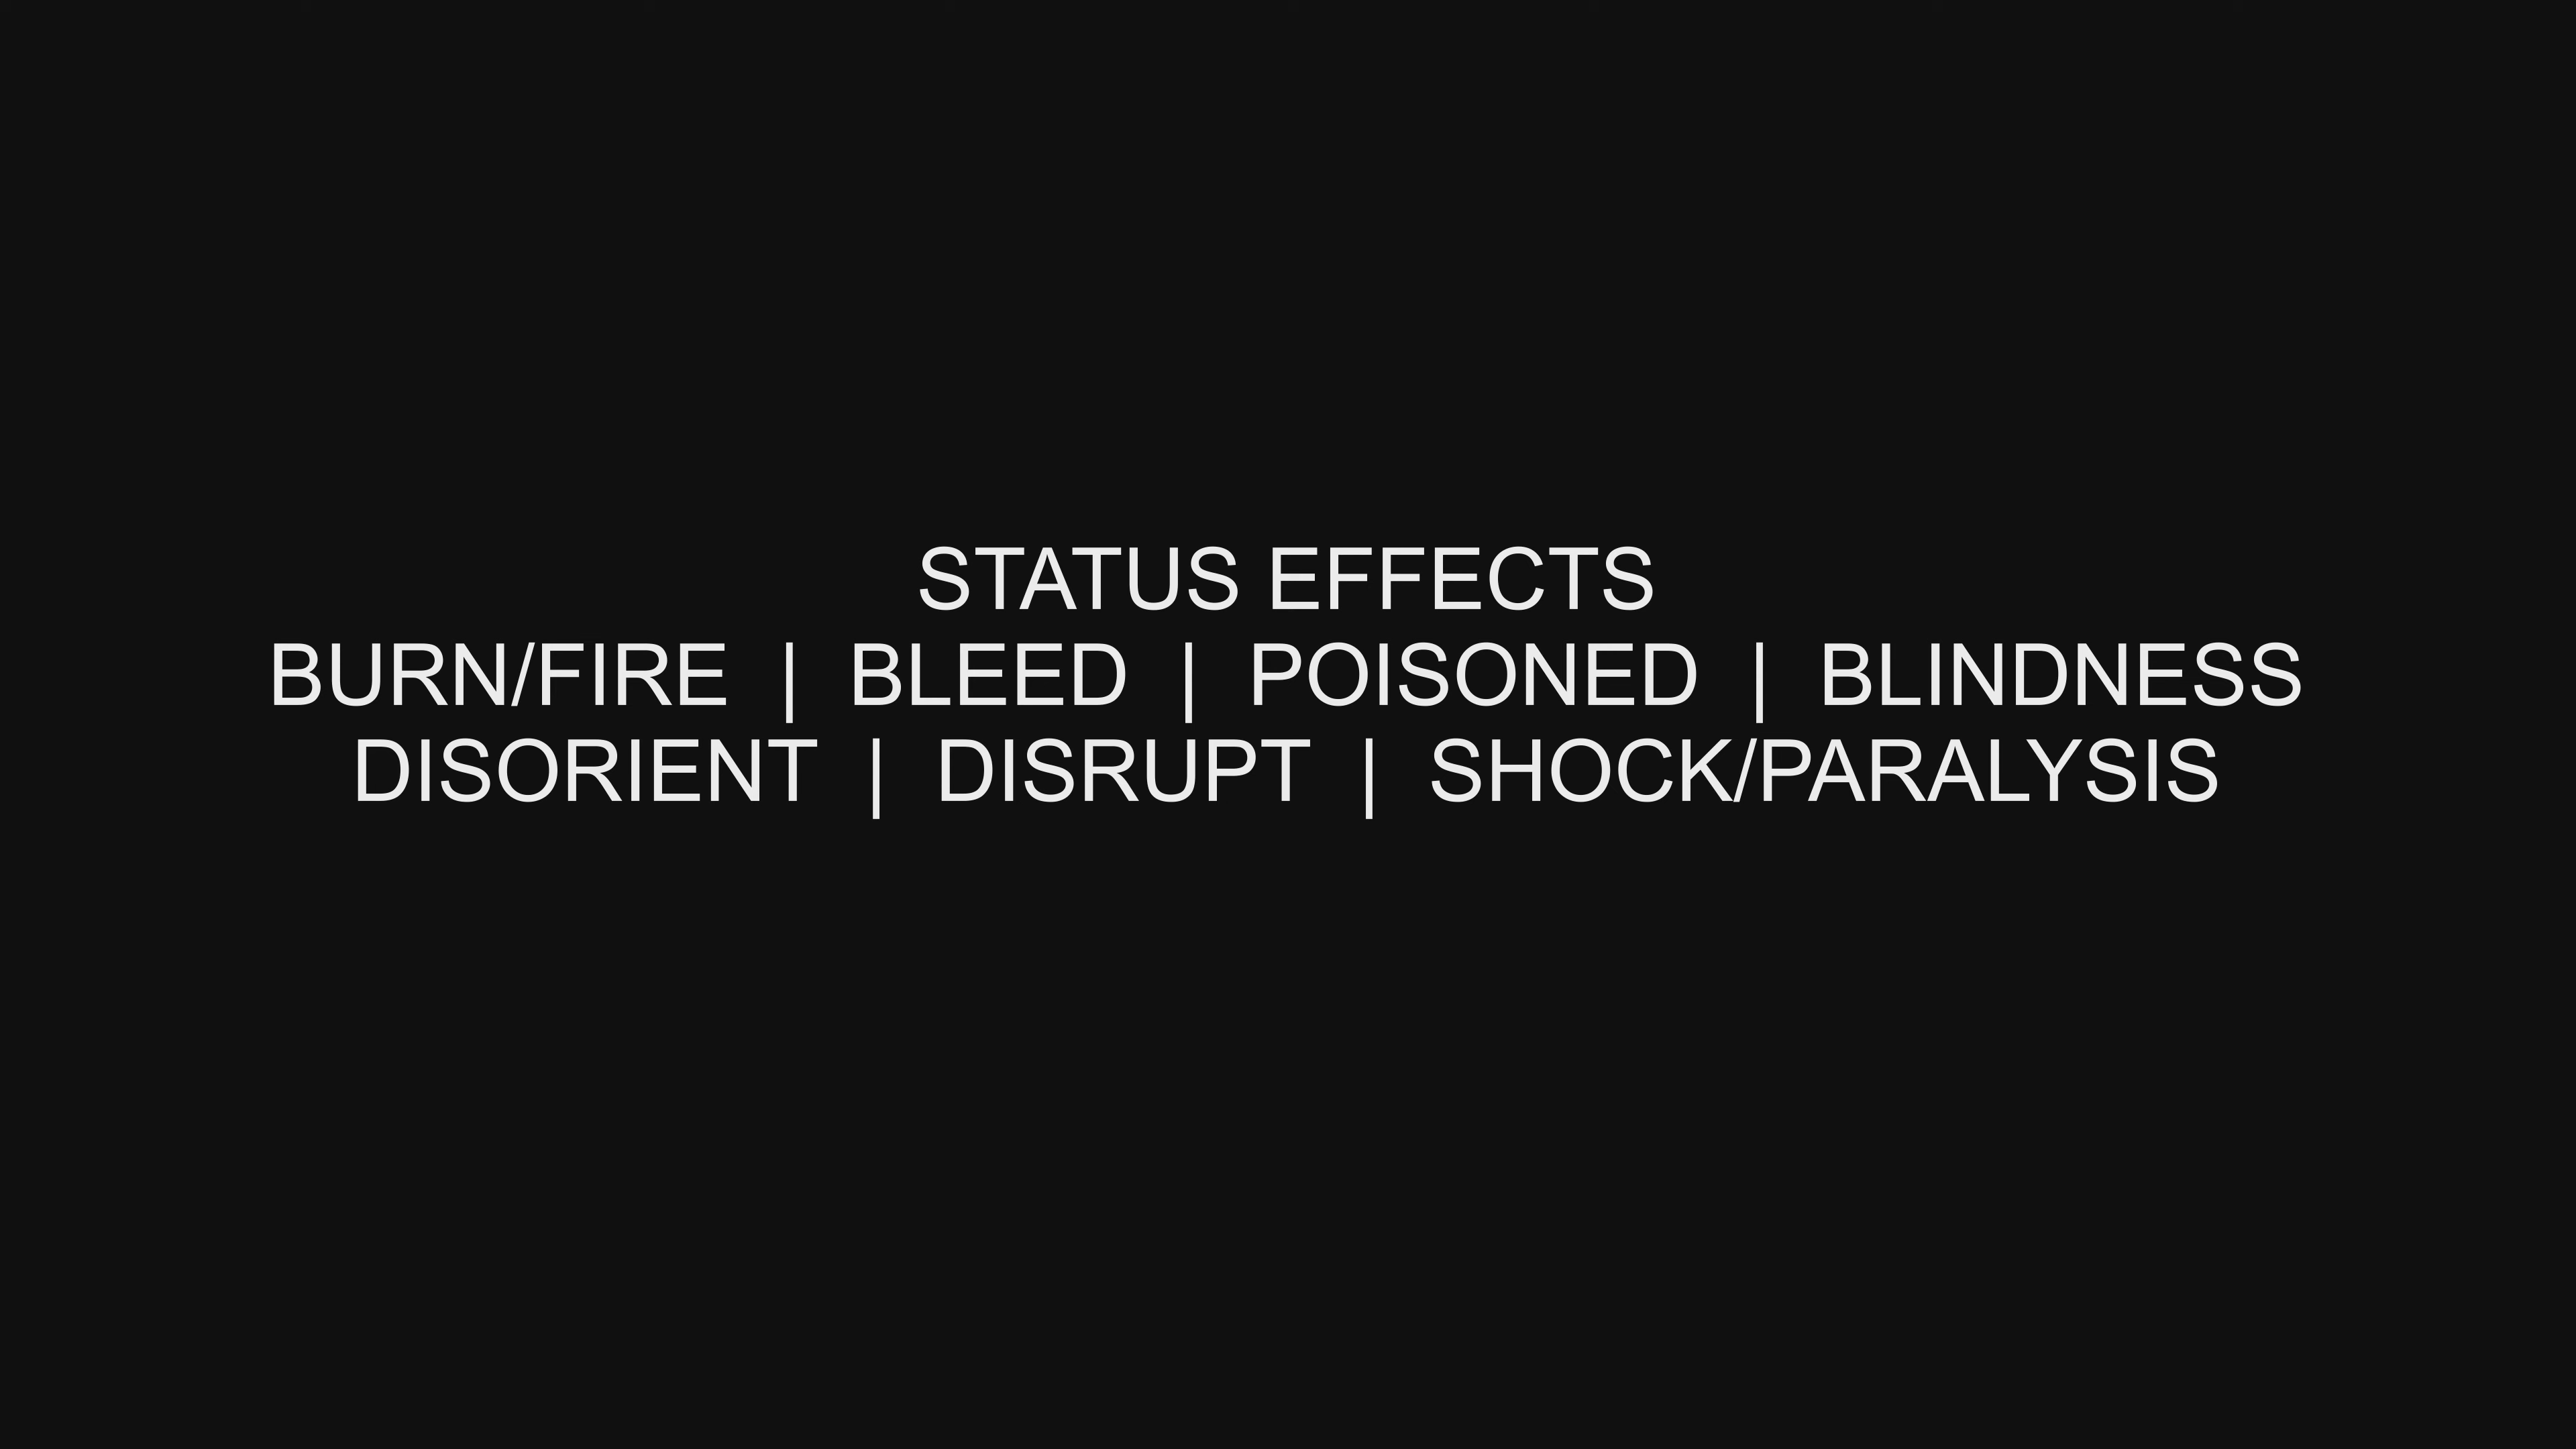 STATUS EFFECTS
BURN/FIRE | BLEED | POISONED | BLINDNESS
DISORIENT | DISRUPT | SHOCK/PARALYSIS